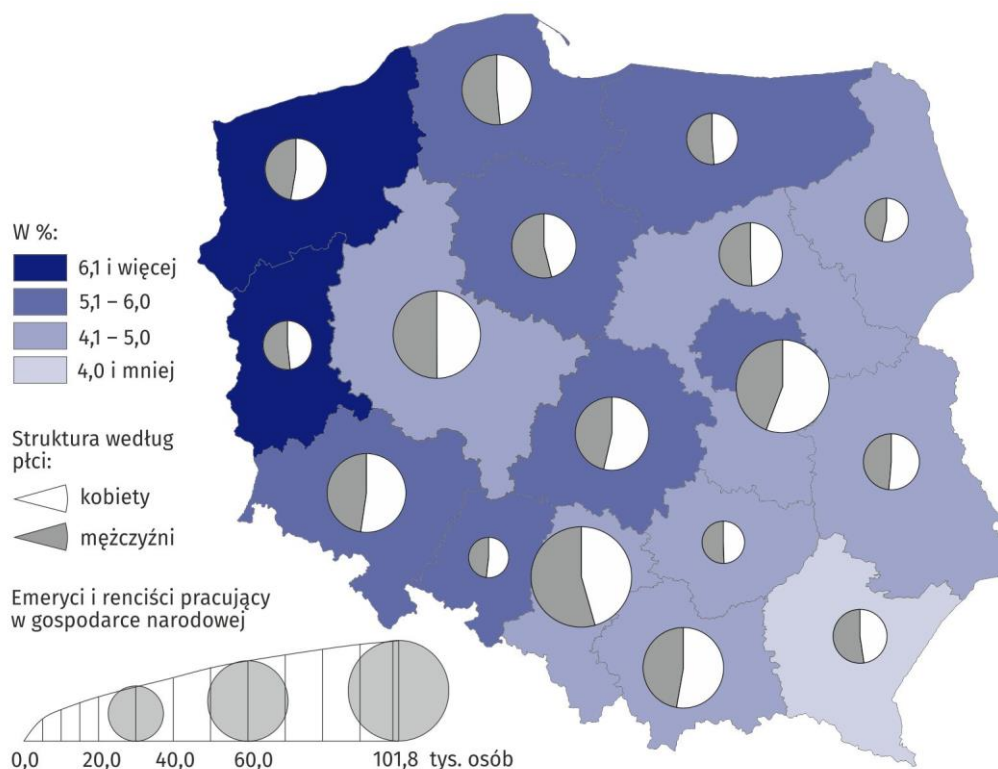 W %:
6,1 i więcej
5,1 – 6,0
4,1 – 5,0
4,0 i mniej
Struktura według
płci:
kobiety
mężczyźni
Emeryci i renciści pracujący
w gospodarce narodowej
0,0 20,0 40,0 60,0 101,8 tys. osób